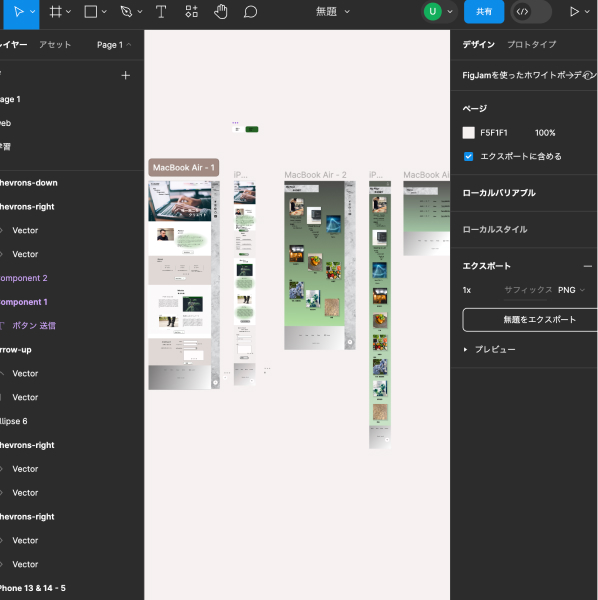 無題
U
共有
レイヤー
アセット
Page 1
デザイン
プロトタイプ
FigJamを使ったホワイトボーディン
age 1
ページ
F5F1F1
100%
eb
エクスポートに含める
学習
MacBook Air - 1
iP...
MacBook Air - 2
iP...
MacBook Air
hevrons-down
hevrons-right
ローカルバリアブル
Vector
ローカルスタイル
Vector
omponent 2
エクスポート
1x
サフィックス
PNG
omponent 1
ボタン 送信
無題をエクスポート
rrow-up
プレビュー
Vector
Vector
llipse 6
hevrons-right
Vector
Vector
hevrons-right
Vector
Vector
Phone 13 & 14 - 5